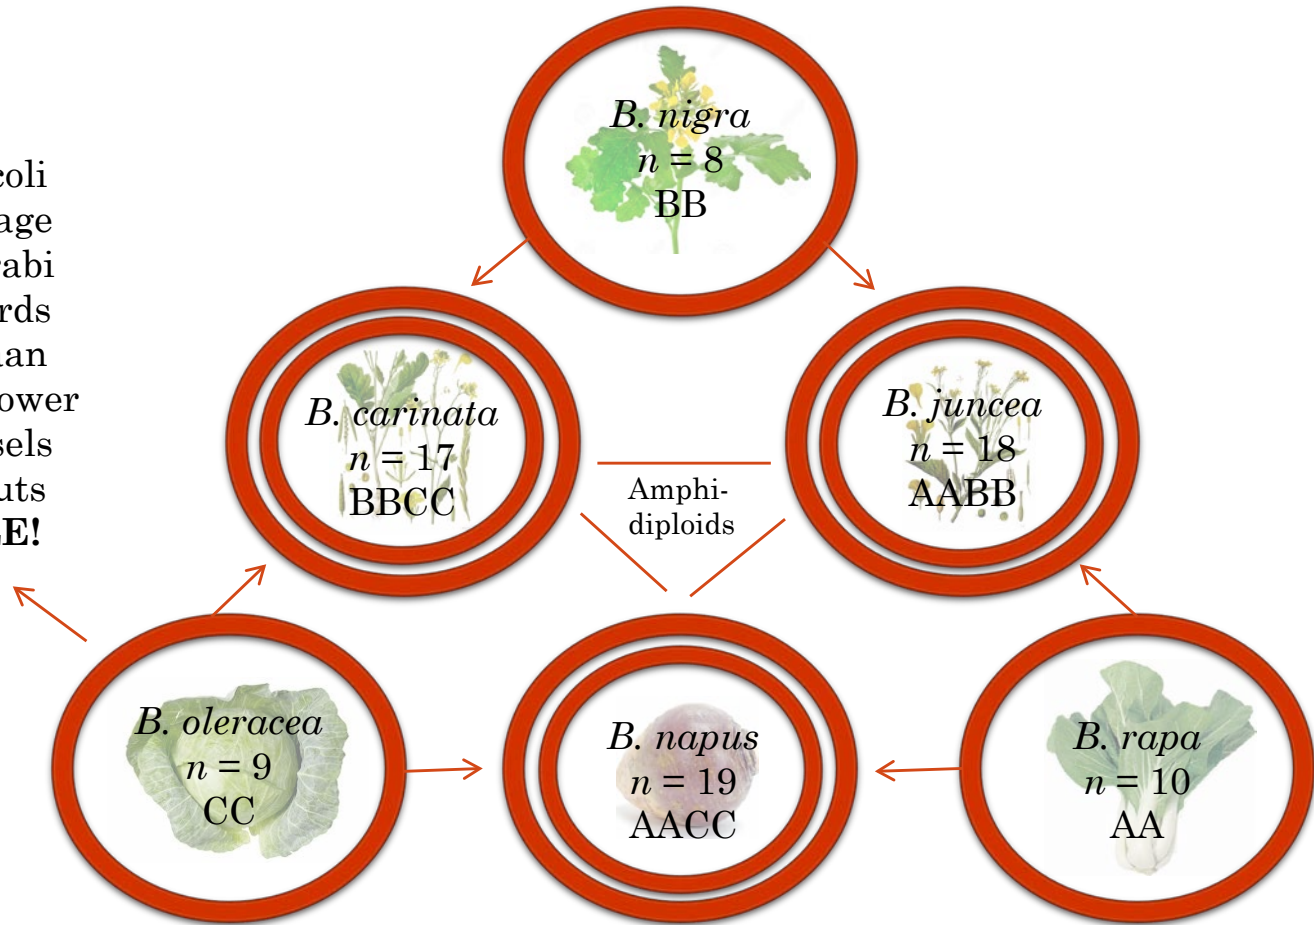 B. nigra
n = 8
BB
coli
age
rabi
rds
an
ower
sels
uts
E!
B. carinata
n = 17
BBCC
Amphi-
diploids
B. juncea
n = 18
AABB
B. oleracea
n = 9
CC
B. napus
n = 19
AACC
B. rapa
n = 10
AA